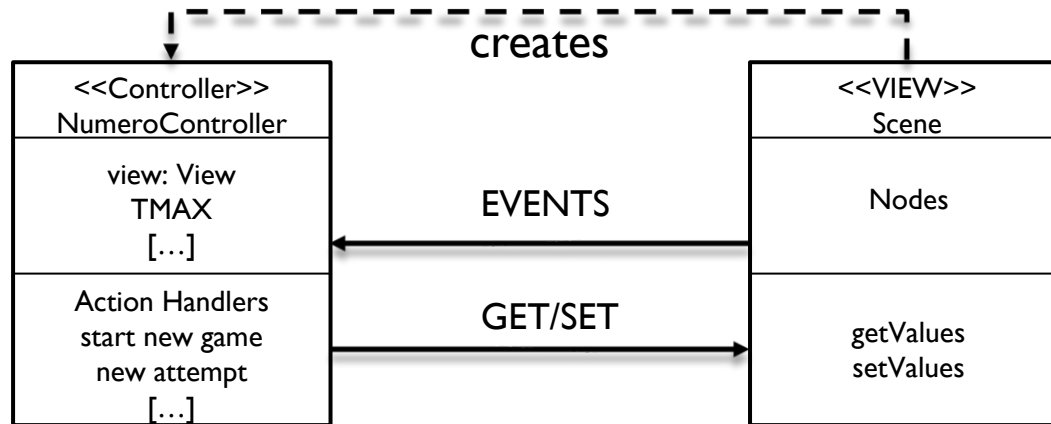 creates
<<Controller>>
NumeroController
view: View
TMAX
[…]
Action Handlers
start new game
new attempt
[…]
EVENTS
GET/SET
<<VIEW>>
Scene
Nodes
getValues
setValues